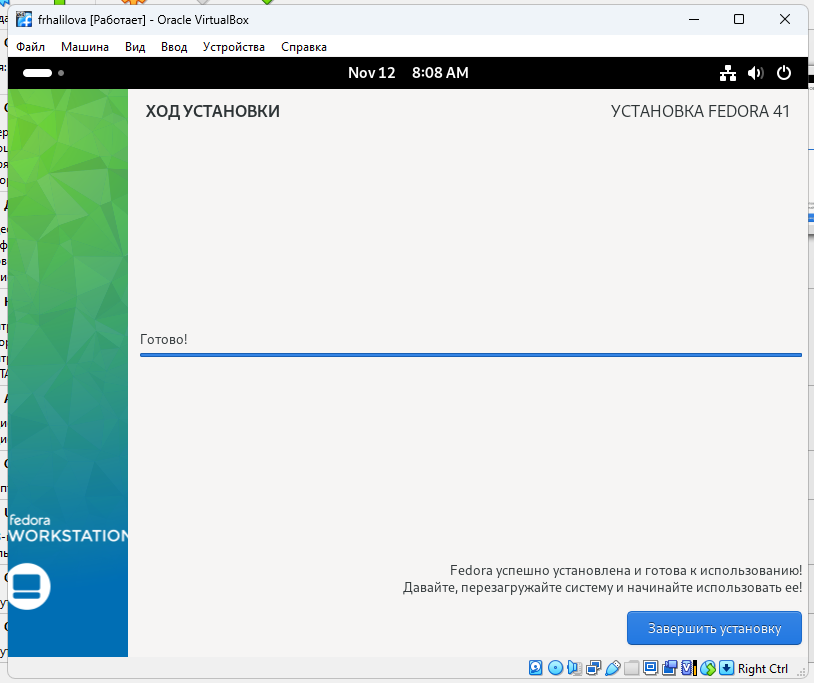 frhalilova [Работает] - Oracle VirtualBox
Файл Машина Вид Ввод Устройства Справка
Nov 12 8:08 AM
ХОД УСТАНОВКИ
УСТАНОВКА FEDORA 41
Готово!
fedora
WORKSTATION
Fedora успешно установлена и готова к использованию!
Давайте, перезагружайте систему и начинайте использовать ее!
Завершить установку
Right Ctrl